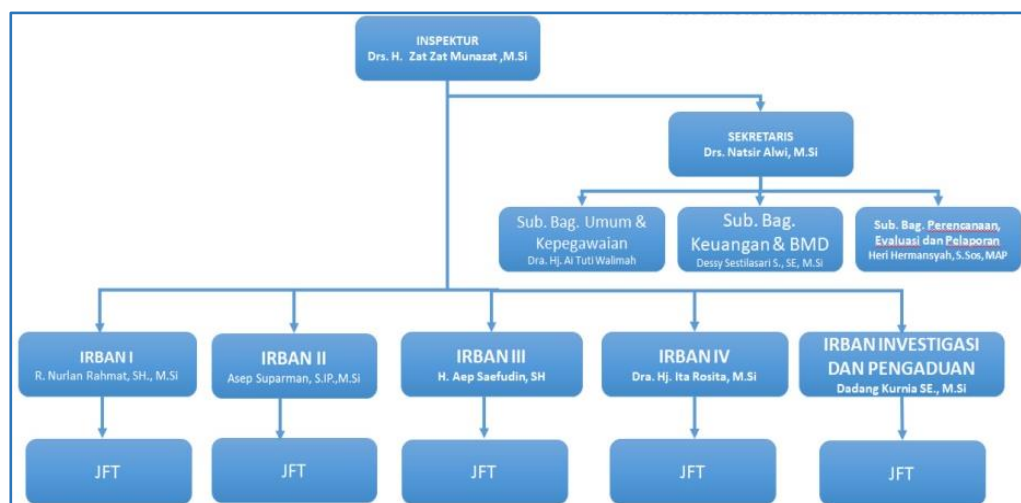 INSPEKTUR
Drs. H. Zat Zat Munazat ,M.Si
SEKRETARIS
Drs. Natsir Alwi, M.Si
Sub. Bag. Umum &
Kepegawaian
Dra. Hj. Ai Tuti Walimah
Sub. Bag.
Keuangan & BMD
Dessy Sestilasari S., SE, M.Si
Sub. Bag. Perencanaan,
Evaluasi dan Pelaporan
Heri Hermansyah, S.Sos, MAP
IRBAN I
R. Nurlan Rahmat, SH., M.Si
IRBAN II
Asep Suparman, S.IP.,M.Si
IRBAN III
H. Aep Saefudin, SH
IRBAN IV
Dra. Hj. Ita Rosita, M.Si
IRBAN INVESTIGASI
DAN PENGADUAN
Dadang Kurnia SE., M.Si
JFT
JFT
JFT
JFT
JFT